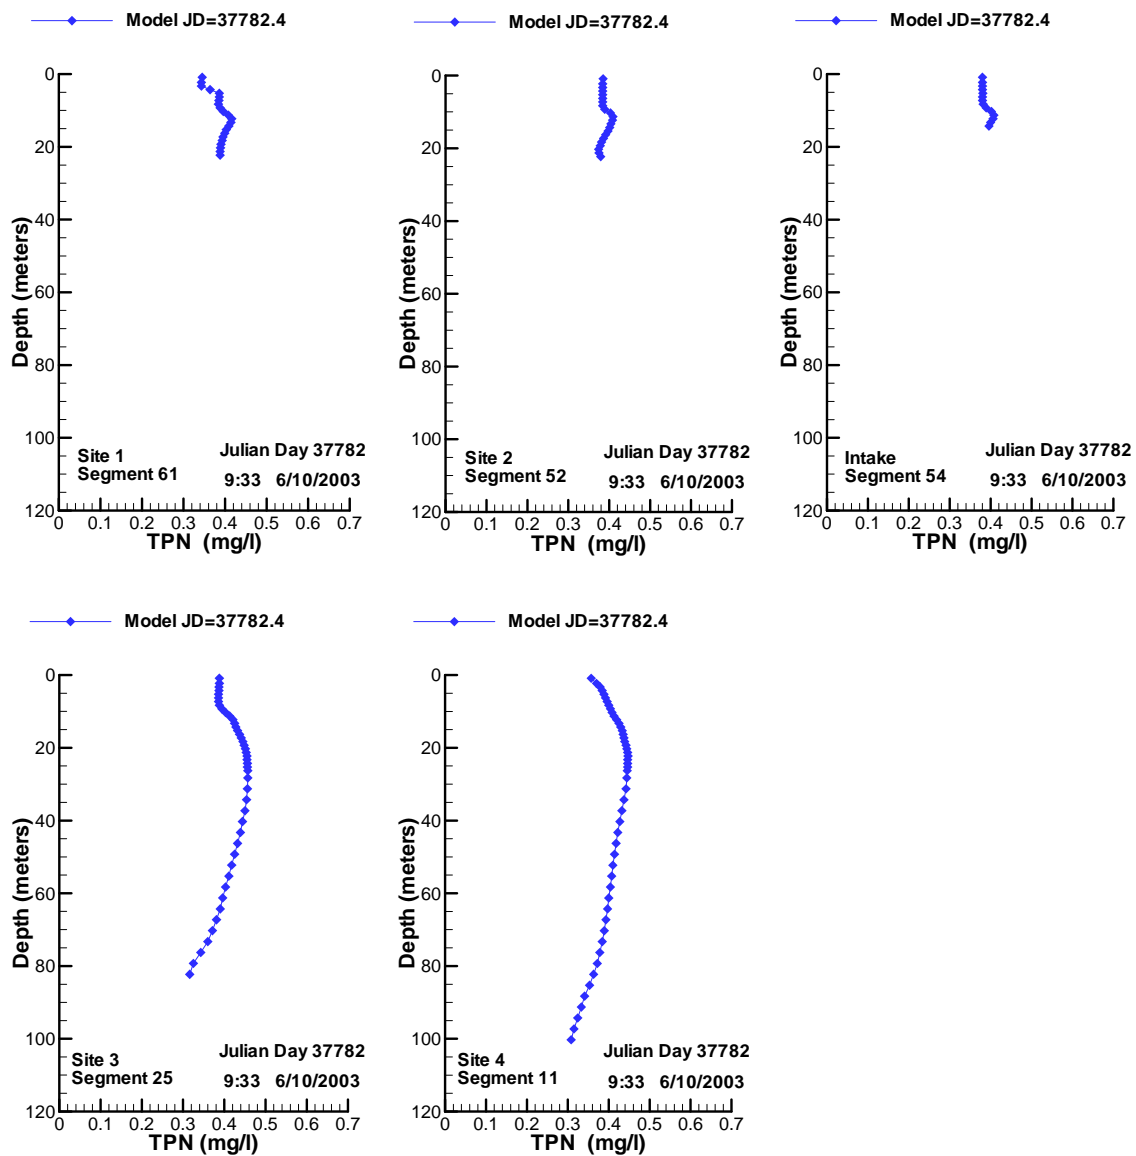 Model JD=37782.4
0
20
40
60
80
100
120
Depth (meters)
Site 1
Segment 61
Julian Day 37782
9:33 6/10/2003
0 0.1 0.2 0.3 0.4 0.5 0.6 0.7
TPN (mg/l)
Model JD=37782.4
0
20
40
60
80
100
120
Depth (meters)
Site 2
Segment 52
Julian Day 37782
9:33 6/10/2003
0 0.1 0.2 0.3 0.4 0.5 0.6 0.7
TPN (mg/l)
Model JD=37782.4
0
20
40
60
80
100
120
Depth (meters)
Intake
Segment 54
Julian Day 37782
9:33 6/10/2003
0 0.1 0.2 0.3 0.4 0.5 0.6 0.7
TPN (mg/l)
Model JD=37782.4
0
20
40
60
80
100
120
Depth (meters)
Site 3
Segment 25
Julian Day 37782
9:33 6/10/2003
0 0.1 0.2 0.3 0.4 0.5 0.6 0.7
TPN (mg/l)
Model JD=37782.4
0
20
40
60
80
100
120
Depth (meters)
Site 4
Segment 11
Julian Day 37782
9:33 6/10/2003
0 0.1 0.2 0.3 0.4 0.5 0.6 0.7
TPN (mg/l)